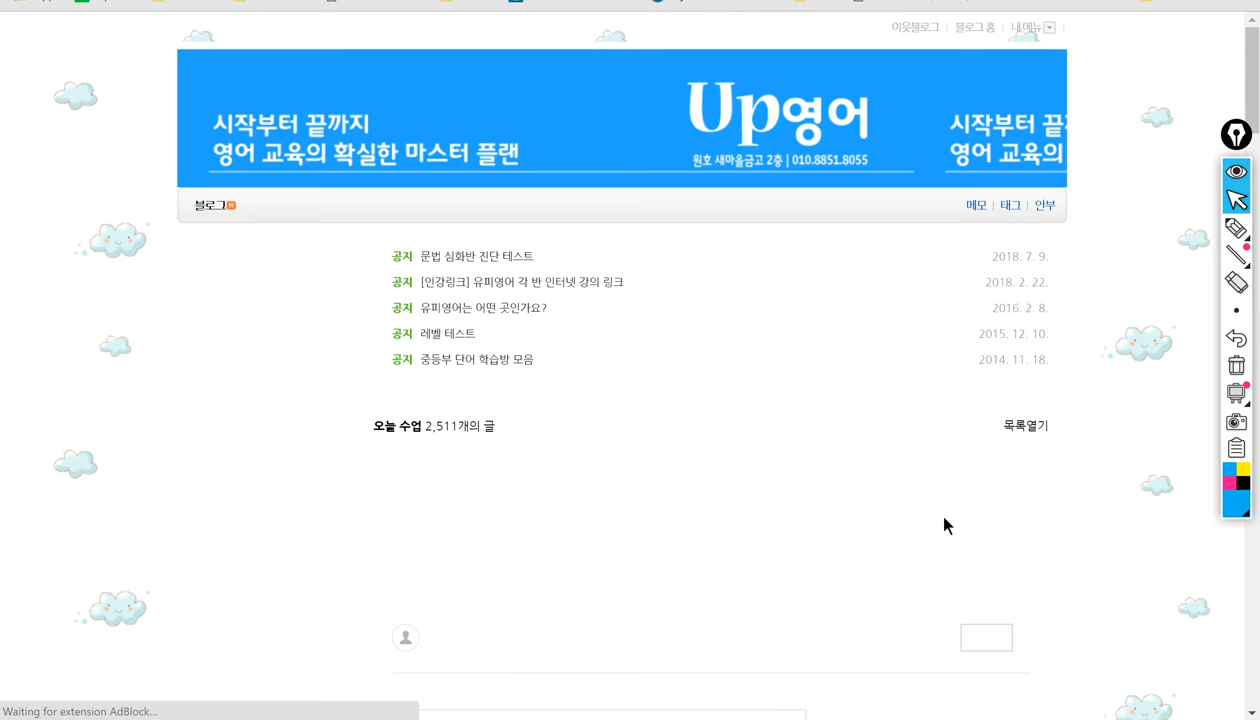 이웃블로그 | 블로그 홈 | 내 메뉴
시작부터 끝까지
영어 교육의 확실한 마스터 플랜
Up영어
원호 새마을금고 2층 | 010.8851.8055
시작부터 끝까
영어 교육의
블로그
메모 | 태그 | 안부
공지 문법 심화반 진단 테스트 2018. 7. 9.
공지 [인강링크] 유피영어 각 반 인터넷 강의 링크 2018. 2. 22.
공지 유피영어는 어떤 곳인가요? 2016. 2. 8.
공지 레벨 테스트 2015. 12. 10.
공지 중등부 단어 학습방 모음 2014. 11. 18.
오늘 수업 2,511개의 글 목록열기
Waiting for extension AdBlock...